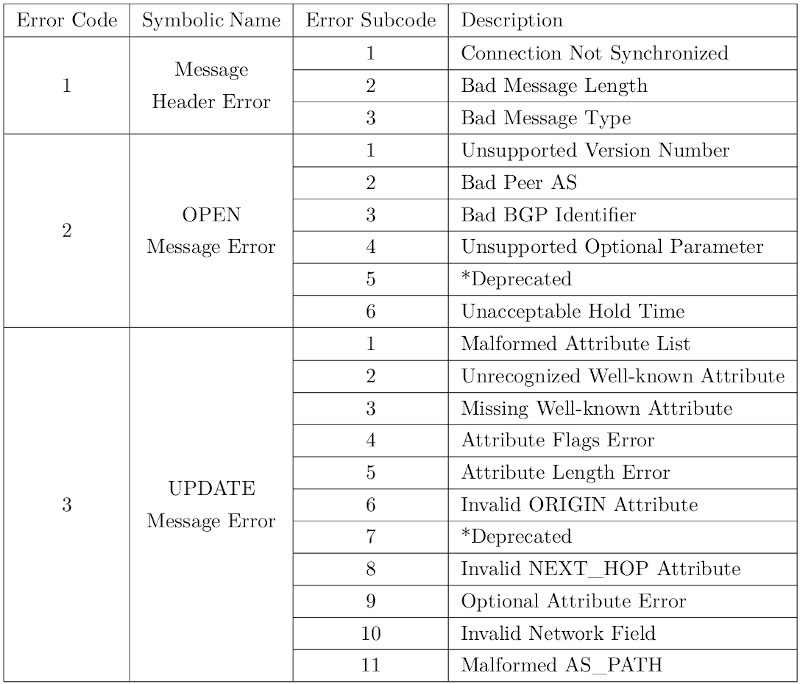 Error Code Symbolic Name Error Subcode Description
1 Message Header Error 1 Connection Not Synchronized
2 Bad Message Length
3 Bad Message Type
2 OPEN Message Error 1 Unsupported Version Number
2 Bad Peer AS
3 Bad BGP Identifier
4 Unsupported Optional Parameter
5 *Deprecated
6 Unacceptable Hold Time
3 UPDATE Message Error 1 Malformed Attribute List
2 Unrecognized Well-known Attribute
3 Missing Well-known Attribute
4 Attribute Flags Error
5 Attribute Length Error
6 Invalid ORIGIN Attribute
7 *Deprecated
8 Invalid NEXT_HOP Attribute
9 Optional Attribute Error
10 Invalid Network Field
11 Malformed AS_PATH